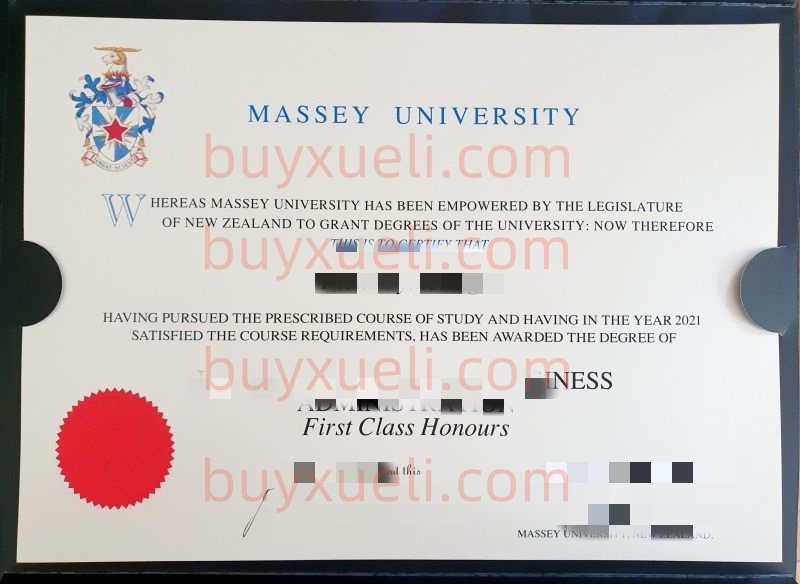 MASSEY UNIVERSITY
buyxueli.com
WHEREAS MASSEY UNIVERSITY HAS BEEN EMPOWERED BY THE LEGISLATURE
OF NEW ZEALAND TO GRANT DEGREES OF THE UNIVERSITY: NOW THEREFORE
buyxueli.com
THIS IS TO CERTIFY THAT
HAVING PURSUED THE PRESCRIBED COURSE OF STUDY AND HAVING IN THE YEAR 2021
SATISFIED THE COURSE REQUIREMENTS, HAS BEEN AWARDED THE DEGREE OF
buyxueli.com
INESS
ADMINISTRATION
First Class Honours
this
buyxueli.com
MASSEY UNIVERSITY, NEW ZEALAND.